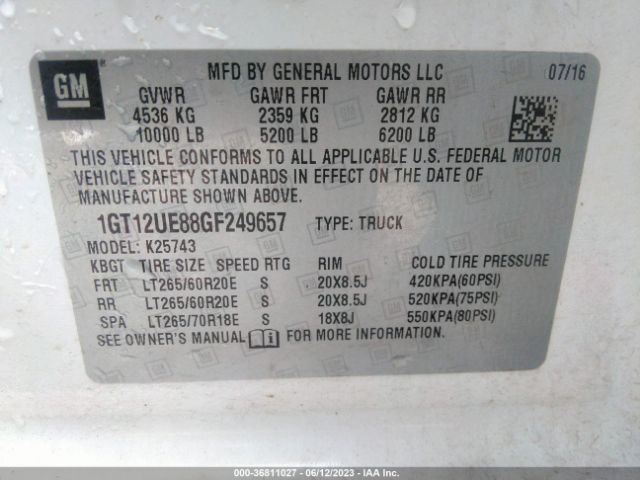 GM
MFD BY GENERAL MOTORS LLC 07/16
GVWR GAWR FRT GAWR RR
4536 KG 2359 KG 2812 KG
10000 LB 5200 LB 6200 LB
THIS VEHICLE CONFORMS TO ALL APPLICABLE U.S. FEDERAL MOTOR
VEHICLE SAFETY STANDARDS IN EFFECT ON THE DATE OF
MANUFACTURE SHOWN ABOVE.
1GT12UE88GF249657 TYPE: TRUCK
MODEL: K25743
KBGT TIRE SIZE SPEED RTG RIM COLD TIRE PRESSURE
FRT LT265/60R20E S 20X8.5J 420KPA(60PSI)
RR LT265/60R20E S 20X8.5J 520KPA(75PSI)
SPA LT265/70R18E S 18X8J 550KPA(80PSI)
SEE OWNER'S MANUAL FOR MORE INFORMATION.
000-36811027 - 06/12/2023 - IAA Inc.